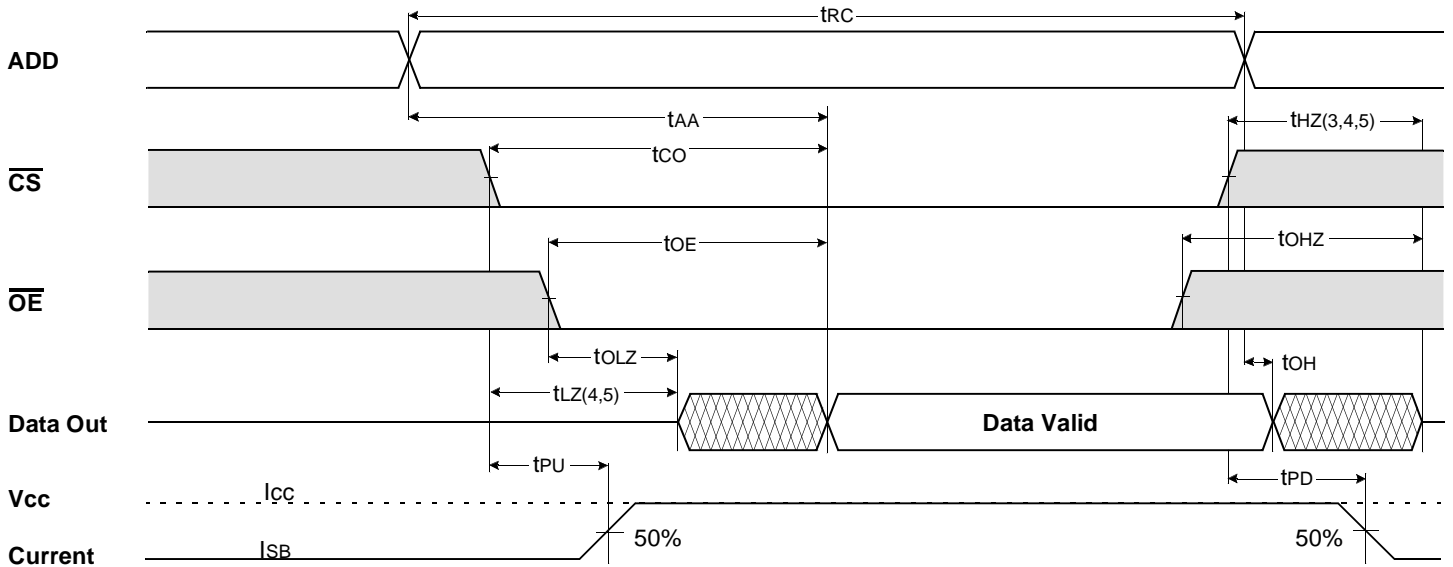 tRC
ADD
tAA
tHZ(3,4,5)
tCO
CS
tOE
tOHZ
OE
tOLZ
tOH
tLZ(4,5)
Data Out
Data Valid
tPU
tPD
Vcc
ICC
50%
50%
Current
ISB